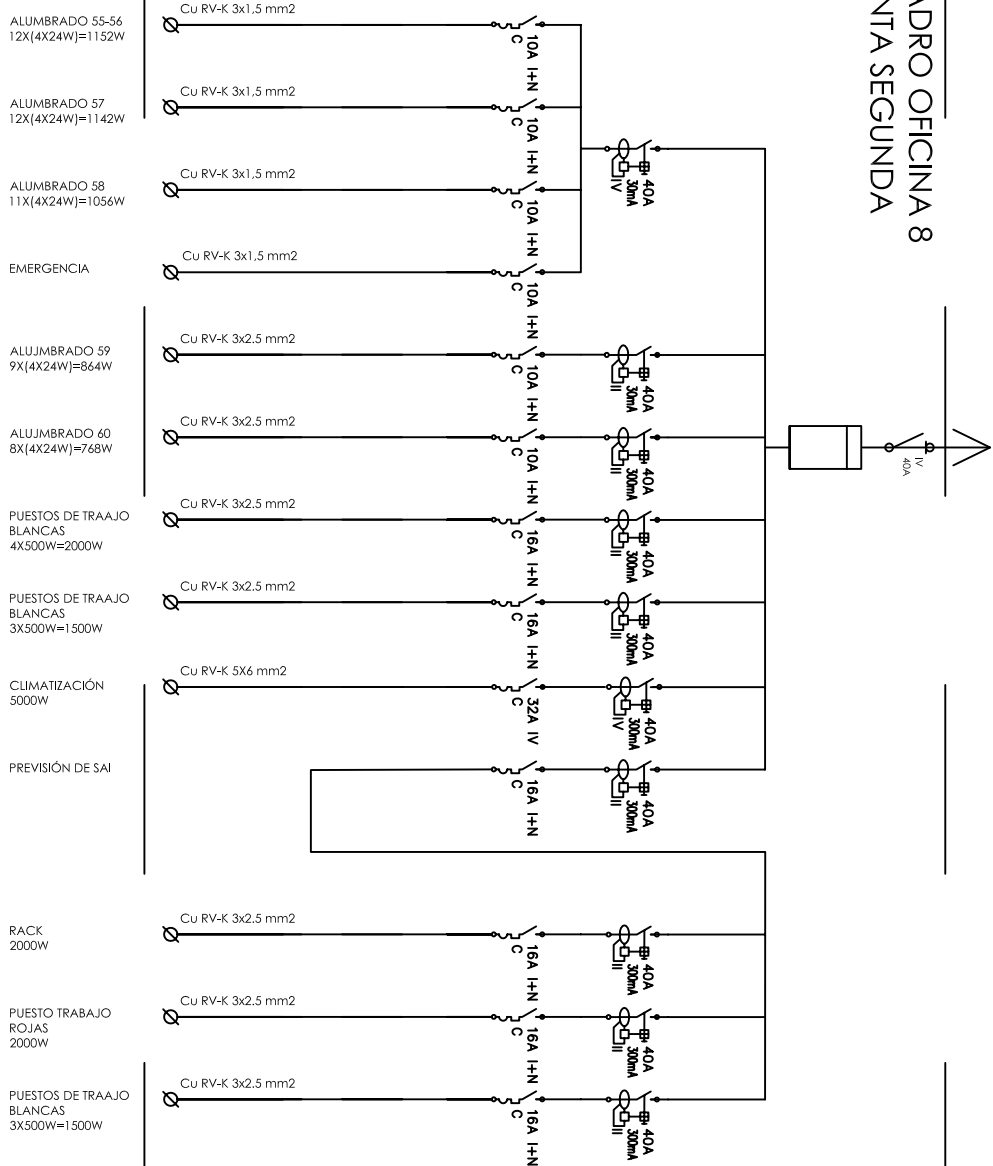 ADRO OFICINA 8
NTA SEGUNDA
IV
40A
ALUMBRADO 55-56
12X(4X24W)=1152W
Cu RV-K 3x1,5 mm2
10A I+N
C
ALUMBRADO 57
12X(4X24W)=1142W
Cu RV-K 3x1,5 mm2
10A I+N
C
40A
30mA
IV
ALUMBRADO 58
11X(4X24W)=1056W
Cu RV-K 3x1,5 mm2
10A I+N
C
EMERGENCIA
Cu RV-K 3x1,5 mm2
10A I+N
C
ALUJMBRADO 59
9X(4X24W)=864W
Cu RV-K 3x2.5 mm2
10A I+N
C
40A
30mA
II
ALUJMBRADO 60
8X(4X24W)=768W
Cu RV-K 3x2.5 mm2
10A I+N
C
40A
300mA
II
PUESTOS DE TRAAJO
BLANCAS
4X500W=2000W
Cu RV-K 3x2.5 mm2
16A I+N
C
40A
300mA
II
PUESTOS DE TRAAJO
BLANCAS
3X500W=1500W
Cu RV-K 3x2.5 mm2
16A I+N
C
40A
300mA
II
CLIMATIZACIÓN
5000W
Cu RV-K 5X6 mm2
32A IV
C
40A
300mA
IV
PREVISIÓN DE SAI
16A I+N
C
40A
300mA
II
RACK
2000W
Cu RV-K 3x2.5 mm2
16A I+N
C
40A
300mA
II
PUESTO TRABAJO
ROJAS
2000W
Cu RV-K 3x2.5 mm2
16A I+N
C
40A
300mA
II
PUESTOS DE TRAAJO
BLANCAS
3X500W=1500W
Cu RV-K 3x2.5 mm2
16A I+N
C
40A
300mA
II